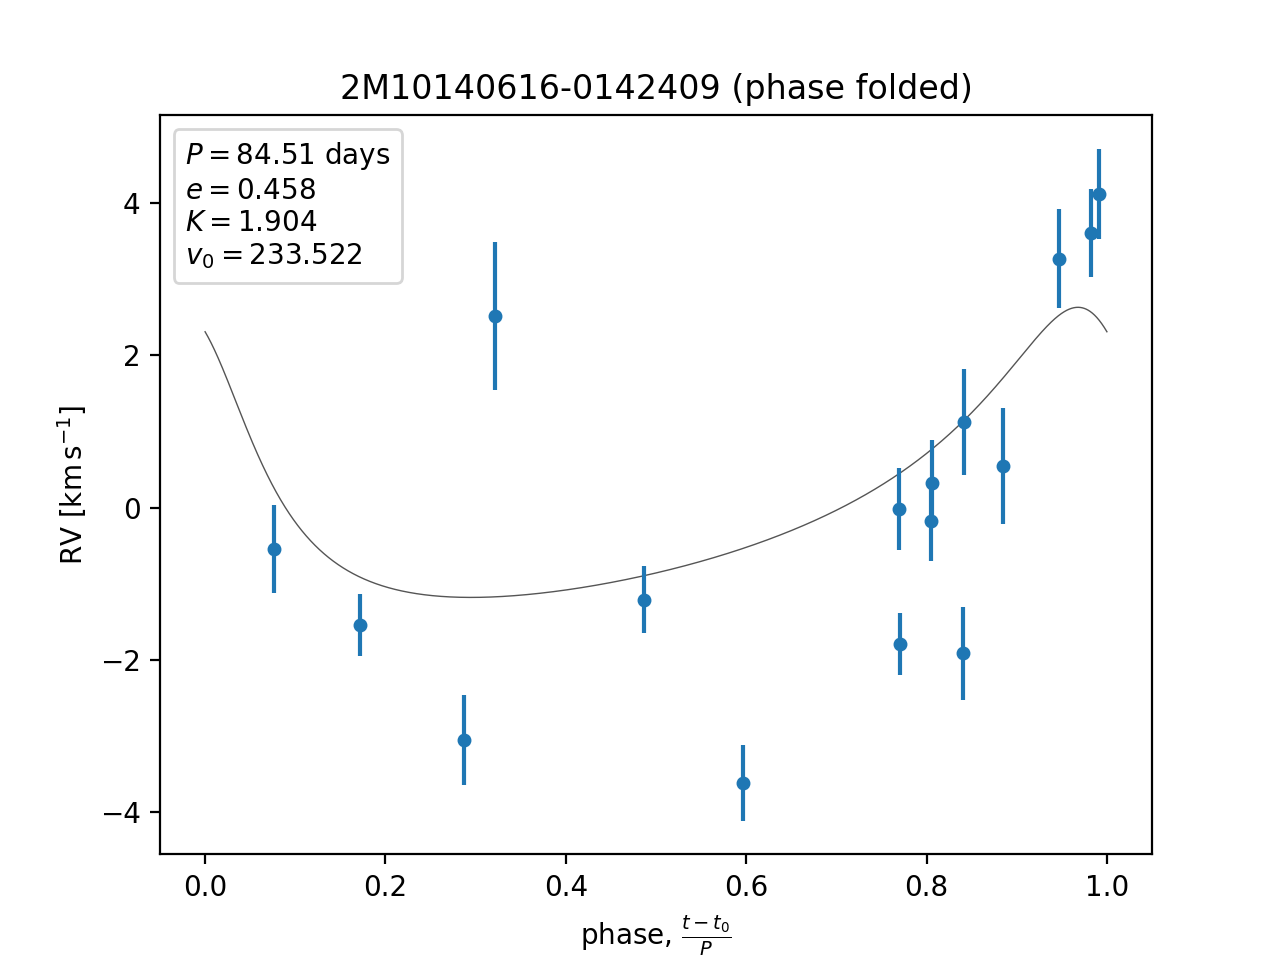 2M10140616-0142409 (phase folded)
P = 84.51 days
e = 0.458
K = 1.904
v₀ = 233.522
4
2
0
−2
−4
RV [km s⁻¹]
0.0 0.2 0.4 0.6 0.8 1.0
phase, (t − t₀)/P